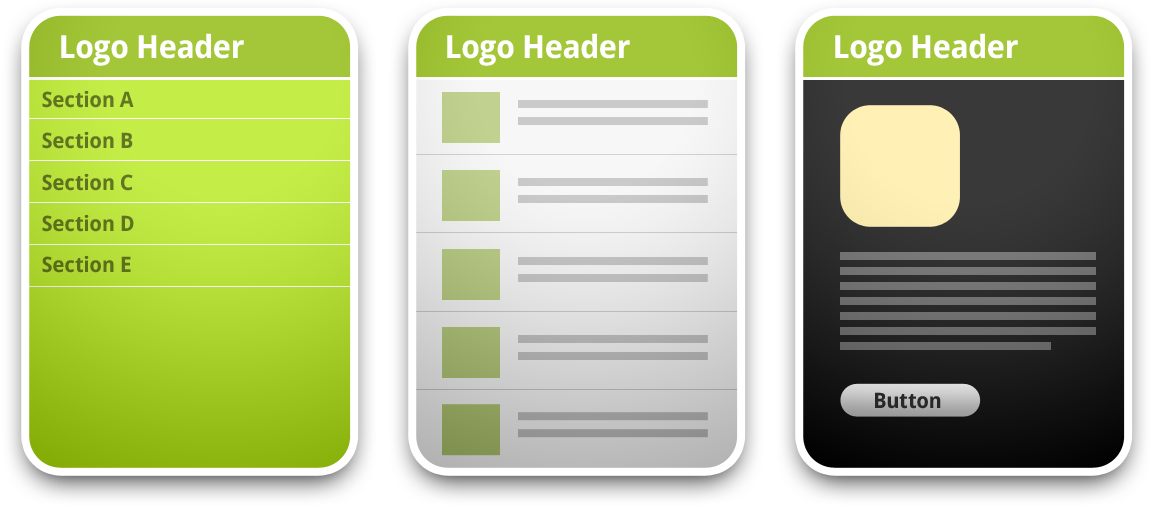 Logo Header
Section A
Section B
Section C
Section D
Section E
Logo Header
Logo Header
Button